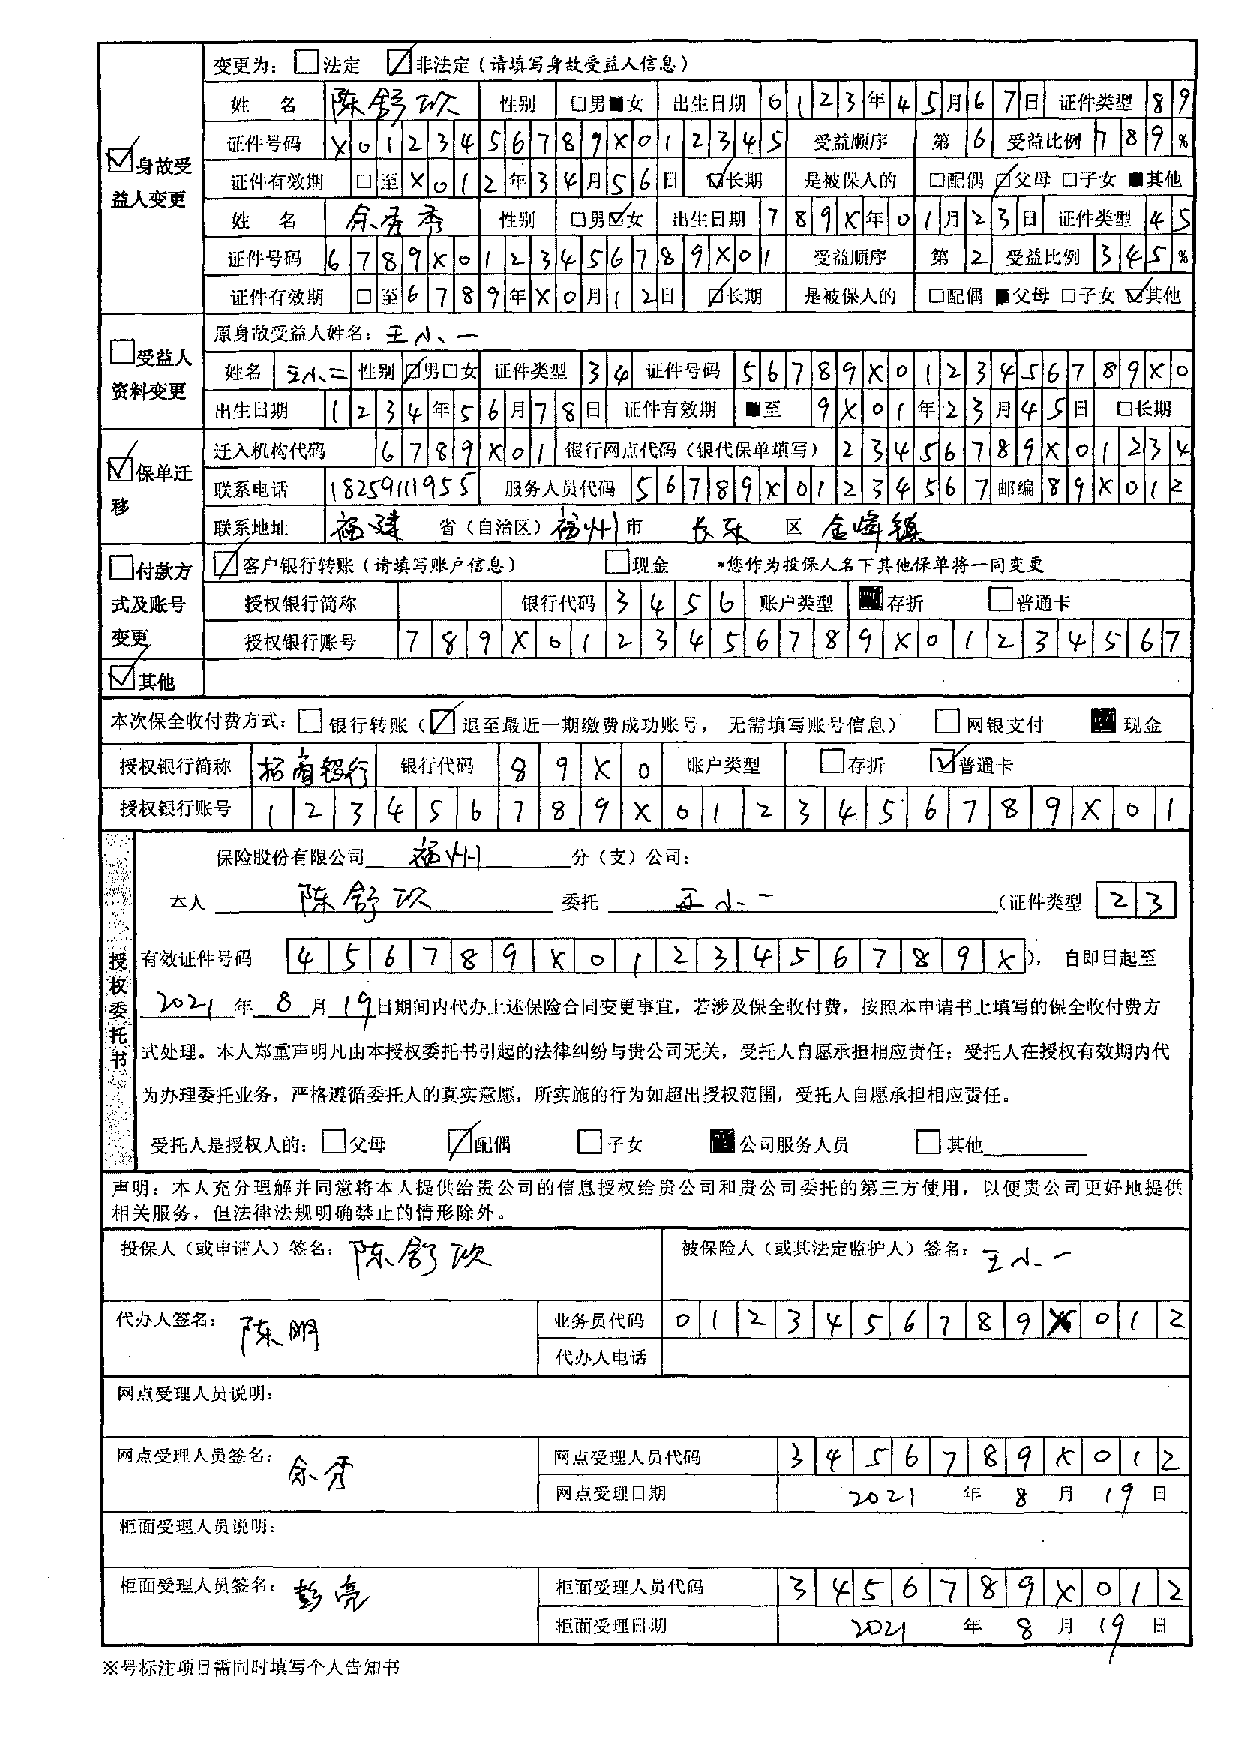 变更为：□法定 ☑非法定（请填写身故受益人信息）
☑身故受益人变更
姓 名 陈舒玖 性别 □男■女 出生日期 0123年45月67日 证件类型 89
证件号码 X0123456789X012345 受益顺序 第6 受益比例 789%
证件有效期 □至X012年34月56日 ☑长期 是被保人的 □配偶☑父母□子女■其他
姓 名 余秀秀 性别 □男☑女 出生日期 789X年01月23日 证件类型 45
证件号码 6789X0123456789X01 受益顺序 第2 受益比例 345%
证件有效期 □至6789年X0月12日 ☑长期 是被保人的 □配偶■父母□子女☑其他
□受益人资料变更
原身故受益人姓名：王小一
姓名 王小二 性别 ☑男□女 证件类型 34 证件号码 56789X0123456789X0
出生日期 1234年56月78日 证件有效期 ■至 9X01年23月45日 □长期
☑保单迁移
迁入机构代码 6789X01 银行网点代码（银代保单填写）23456789X01234
联系电话 18259111955 服务人员代码 56789X01234567 邮编 89X012
联系地址 福建 省（自治区）福州 市 长乐 区 金峰镇
□付款方式及账号变更
☑客户银行转账（请填写账户信息） □现金 *您作为投保人名下其他保单将一同变更
授权银行简称 银行代码 3456 账户类型 ■存折 □普通卡
授权银行账号 789X0123456789X01234567
☑其他
本次保全收付费方式：□银行转账（☑退至最近一期缴费成功账号，无需填写账号信息） □网银支付 ■现金
授权银行简称 招商银行 银行代码 89X0 账户类型 □存折 ☑普通卡
授权银行账号 123456789X0123456789X01
授权委托书
保险股份有限公司 福州 分（支）公司：
本人 陈舒玖 委托 王小一 （证件类型 23
有效证件号码 456789X0123456789X），自即日起至
2021年8月19日期间内代办上述保险合同变更事宜，若涉及保全收付费，按照本申请书上填写的保全收付费方
式处理。本人郑重声明凡由本授权委托书引起的法律纠纷与贵公司无关，受托人自愿承担相应责任；受托人在授权有效期内代
为办理委托业务，严格遵循委托人的真实意愿，所实施的行为如超出授权范围，受托人自愿承担相应责任。
受托人是授权人的：□父母 ☑配偶 □子女 ■公司服务人员 □其他
声明：本人充分理解并同意将本人提供给贵公司的信息授权给贵公司和贵公司委托的第三方使用，以便贵公司更好地提供
相关服务，但法律法规明确禁止的情形除外。
投保人（或申请人）签名：陈舒玖 被保险人（或其法定监护人）签名：王小一
代办人签名：陈明 业务员代码 0123456789X012
代办人电话
网点受理人员说明：
网点受理人员签名：余秀 网点受理人员代码 3456789X012
网点受理日期 2021年8月19日
柜面受理人员说明：
柜面受理人员签名：彭亮 柜面受理人员代码 3456789X012
柜面受理日期 2021年8月19日
※号标注项目需同时填写个人告知书